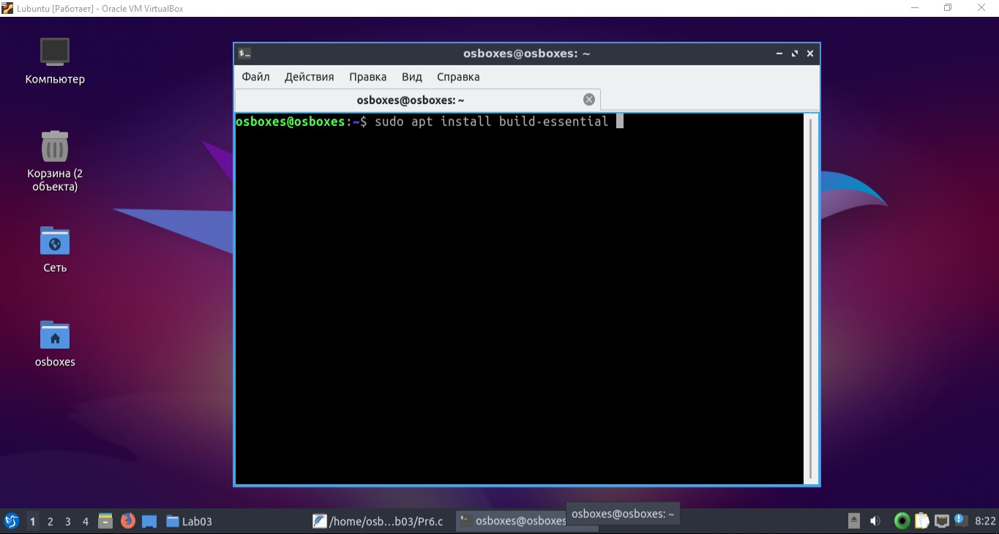 Lubuntu [Работает] - Oracle VM VirtualBox
Компьютер
Корзина (2
объекта)
Сеть
osboxes
$_
osboxes@osboxes: ~
Файл Действия Правка Вид Справка
osboxes@osboxes: ~
osboxes@osboxes:~$ sudo apt install build-essential
1 2 3 4
Lab03
/home/osb...b03/Pr6.c
osboxes@osboxes
osboxes@osboxes: ~
8:22